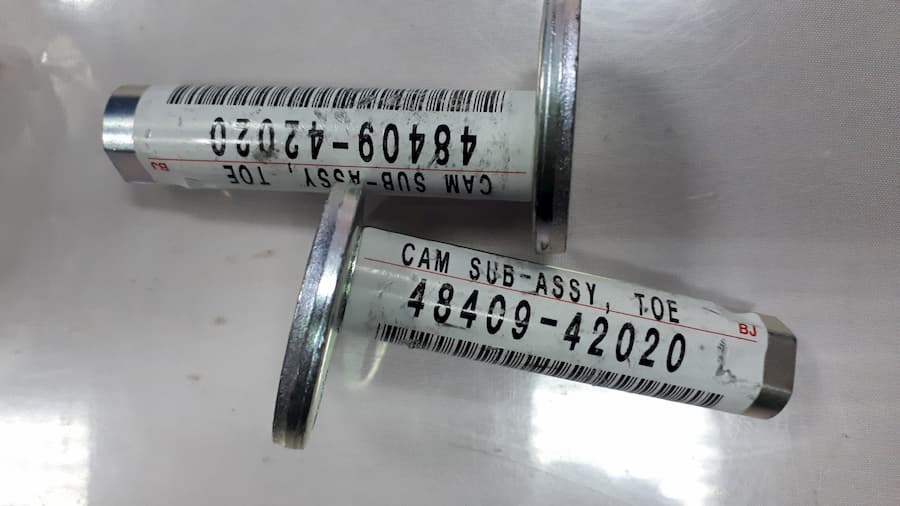 48409-42020
BJ
CAM SUB-ASSY, TOE
CAM SUB-ASSY, TOE
BJ
48409-42020